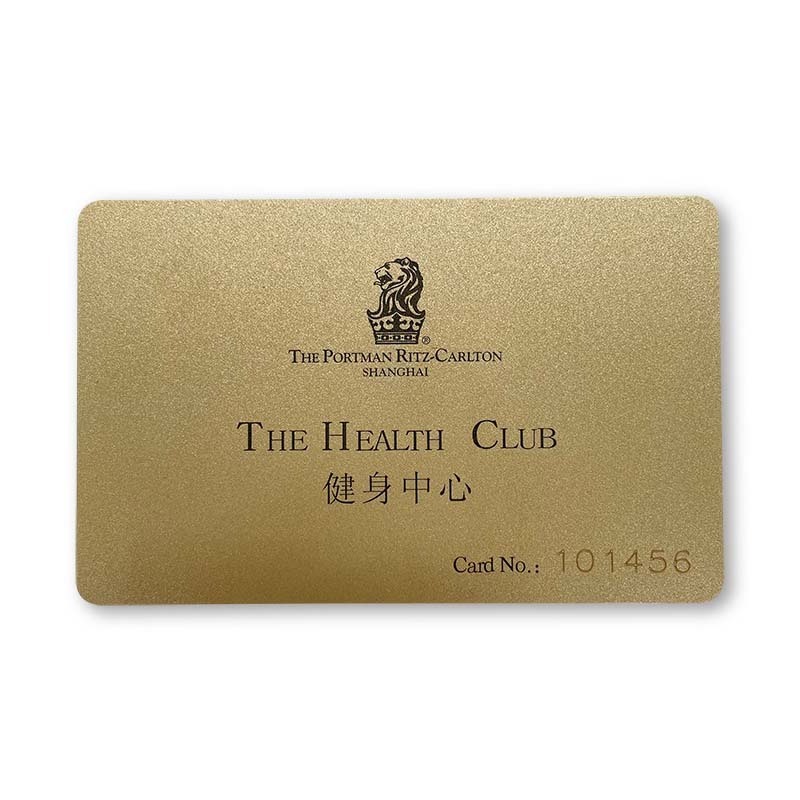 ®
THE PORTMAN RITZ-CARLTON
SHANGHAI
THE HEALTH CLUB
健身中心
Card No.: 101456